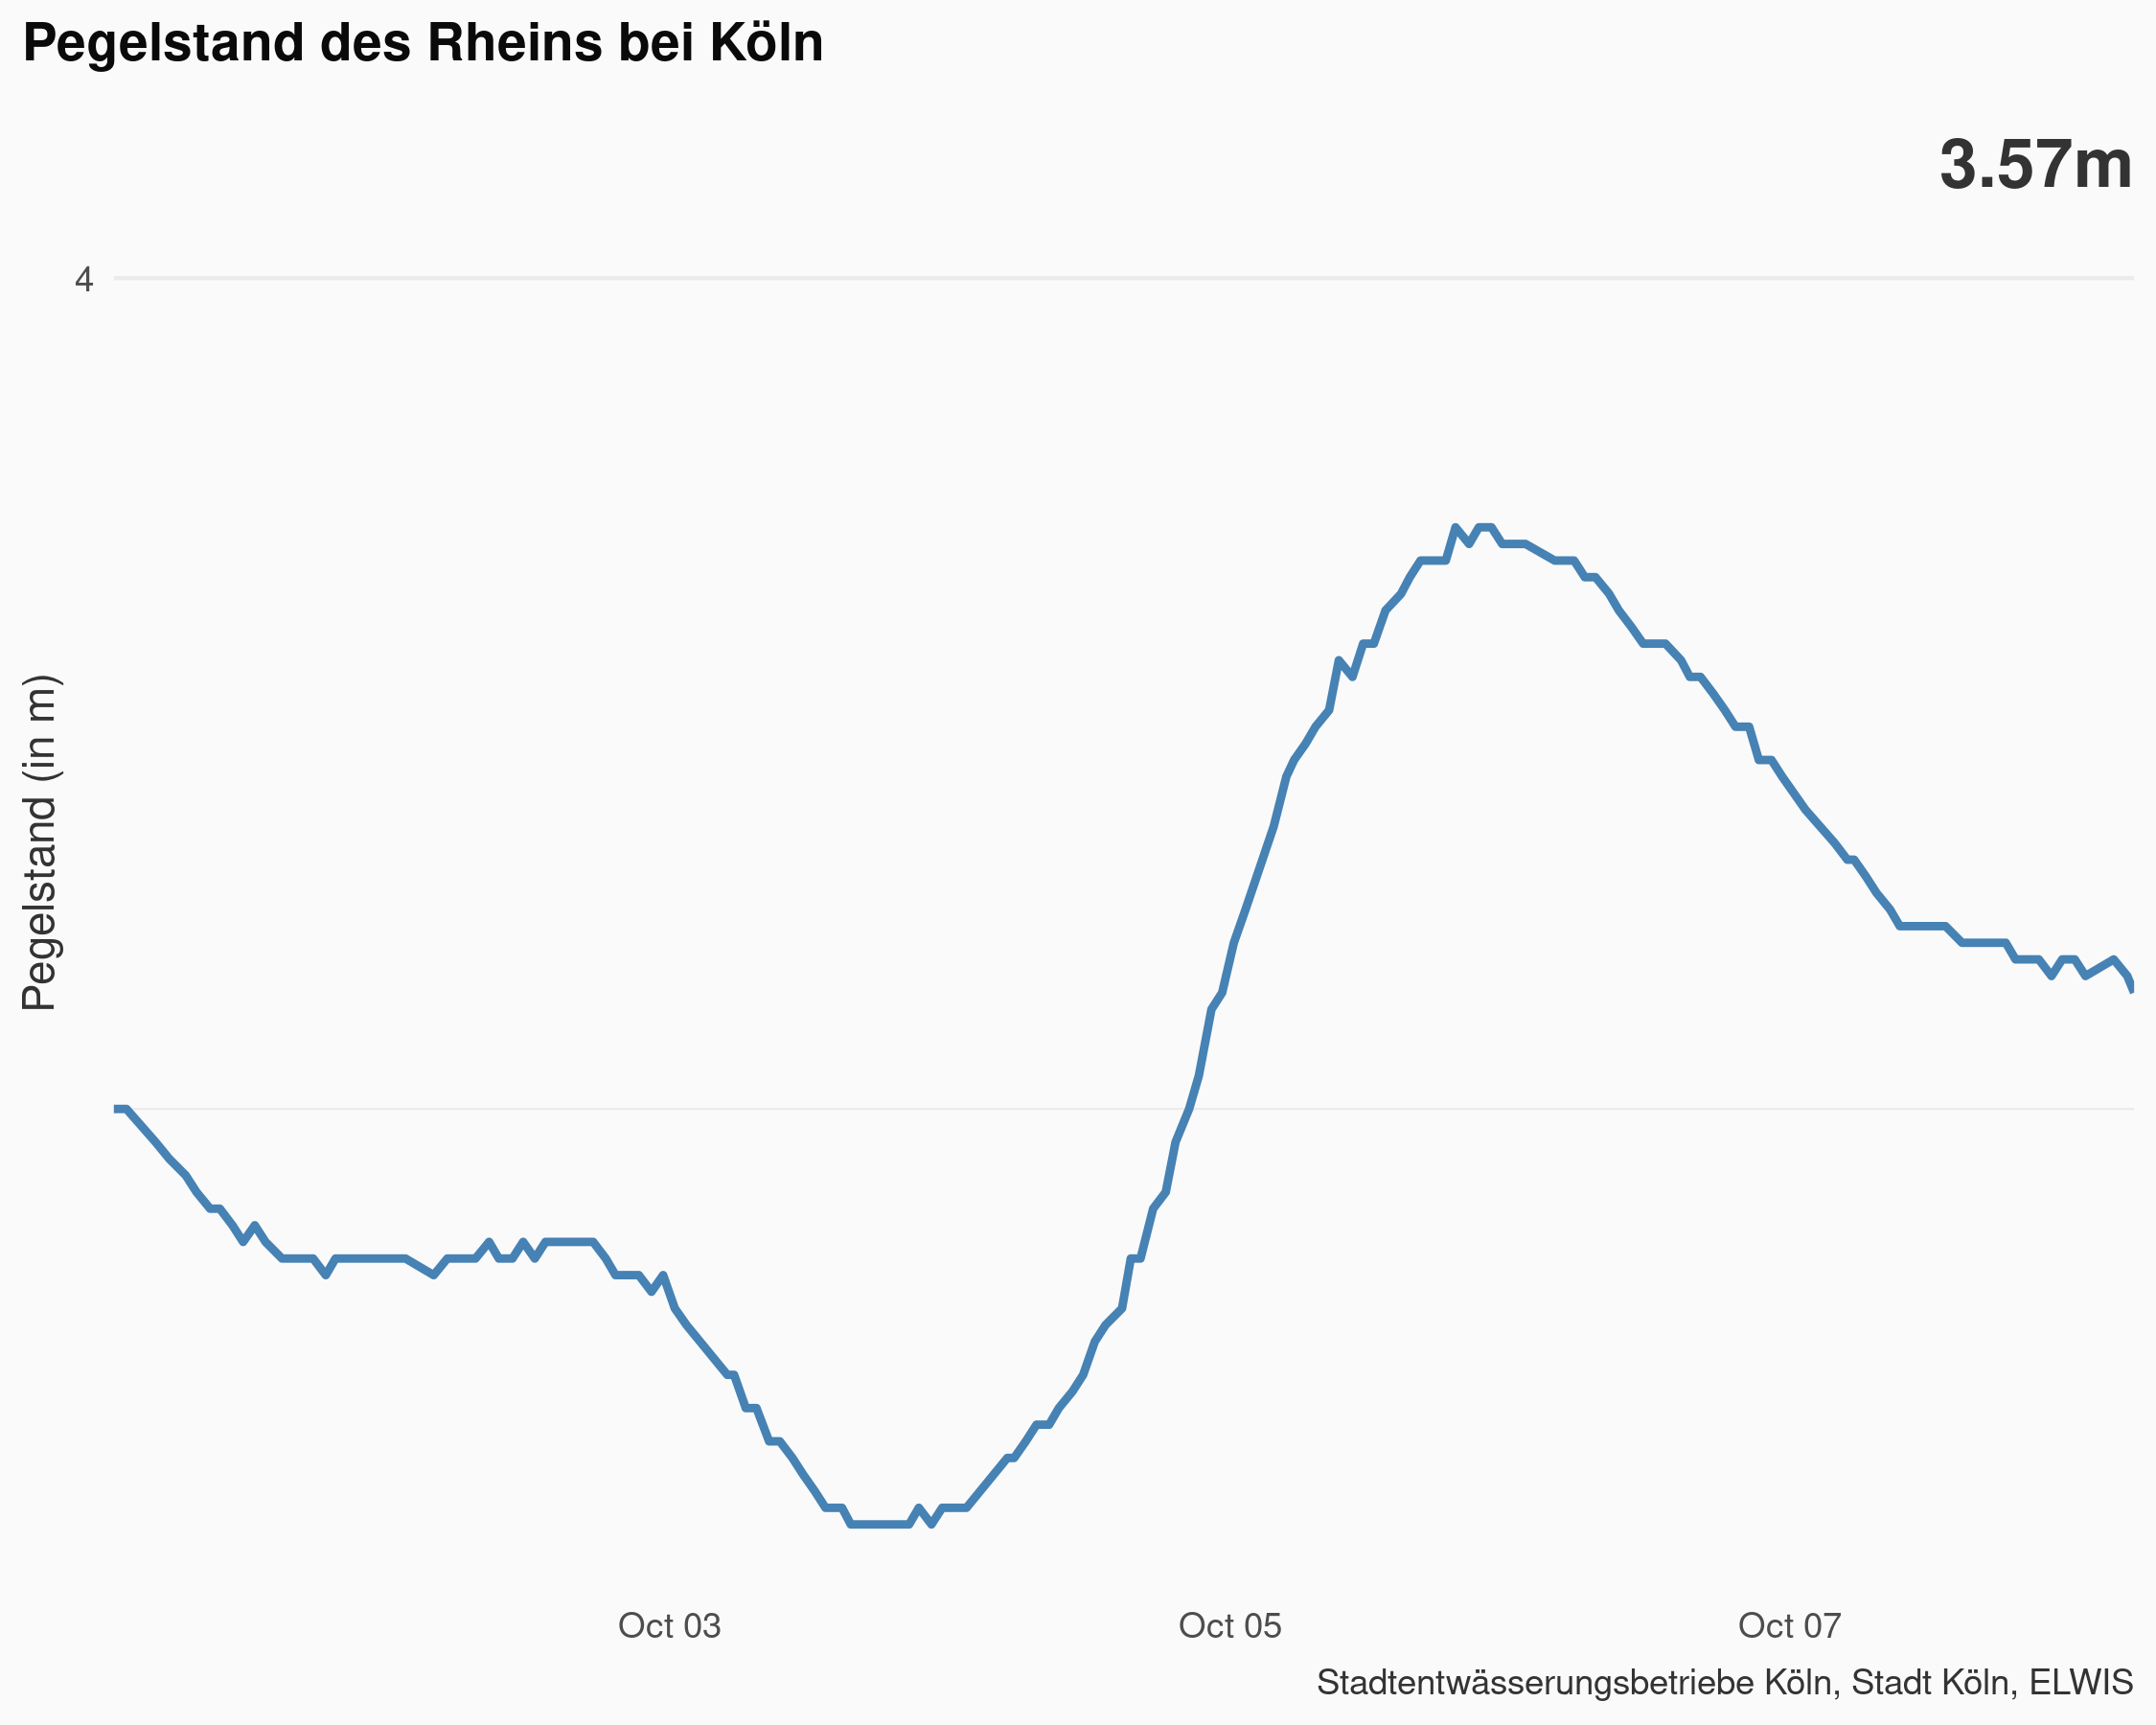 Pegelstand des Rheins bei Köln
3.57m
4
Pegelstand (in m)
Oct 03
Oct 05
Oct 07
Stadtentwässerungsbetriebe Köln, Stadt Köln, ELWIS